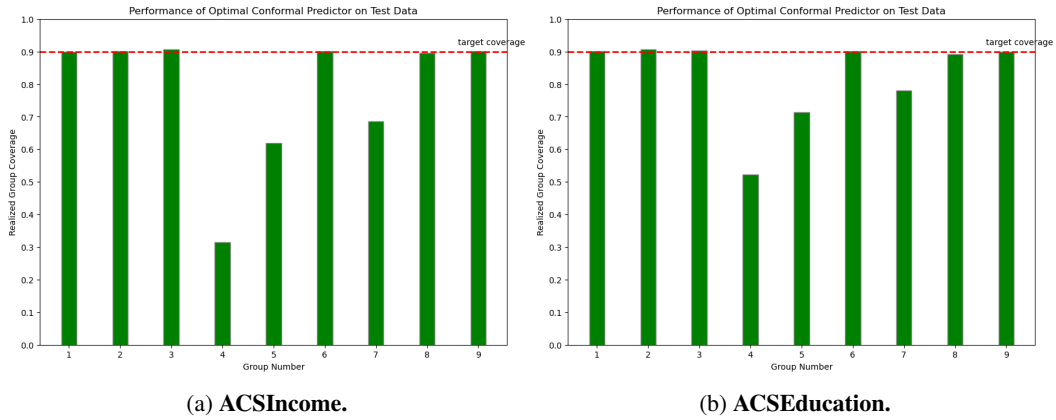 Performance of Optimal Conformal Predictor on Test Data
1.0
target coverage
0.9
0.8
0.7
0.6
0.5
0.4
0.3
0.2
0.1
0.0
Realized Group Coverage
1 2 3 4 5 6 7 8 9
Group Number
(a) ACSIncome.
Performance of Optimal Conformal Predictor on Test Data
1.0
target coverage
0.9
0.8
0.7
0.6
0.5
0.4
0.3
0.2
0.1
0.0
Realized Group Coverage
1 2 3 4 5 6 7 8 9
Group Number
(b) ACSEducation.